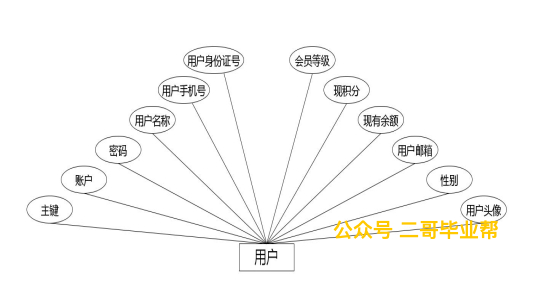 用户身份证号
会员等级
用户手机号
现积分
用户名称
现有余额
密码
用户邮箱
账户
性别
主键
用户头像
公众号 二哥毕业帮
用户